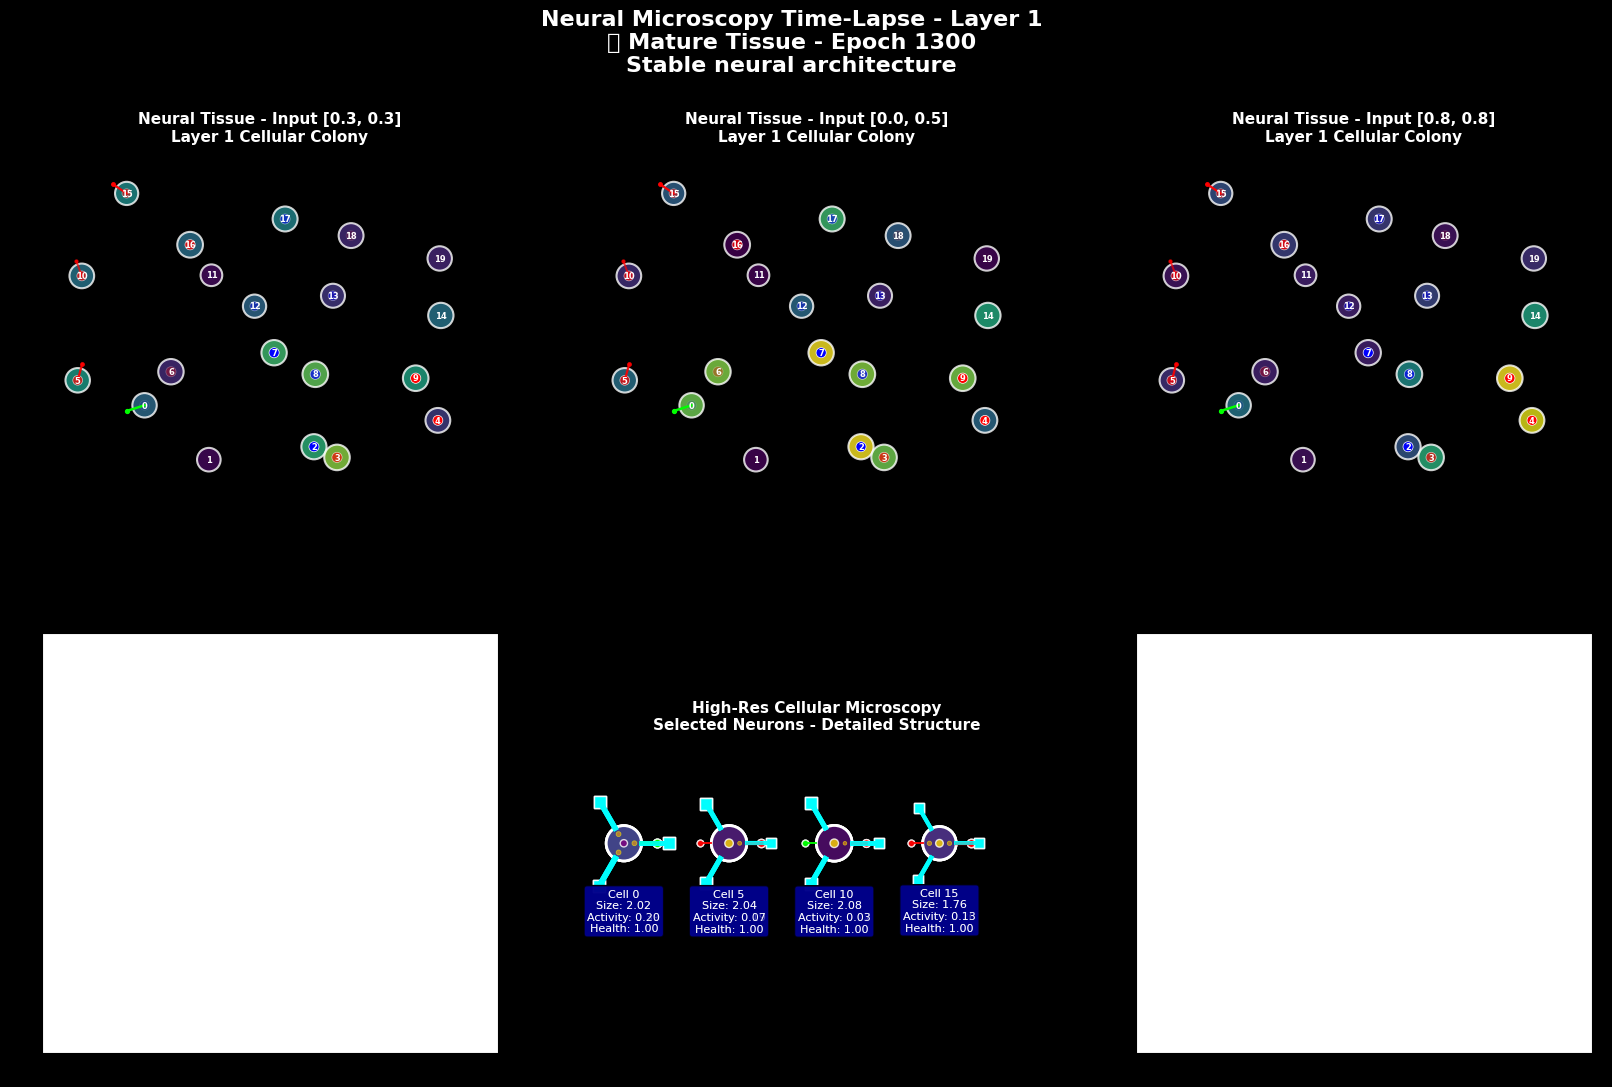 Neural Microscopy Time-Lapse - Layer 1
Mature Tissue - Epoch 1300
Stable neural architecture
Neural Tissue - Input [0.3, 0.3]
Layer 1 Cellular Colony
15
17
18
16
19
10
11
13
12
14
7
6
8
9
5
0
4
2
3
1
Neural Tissue - Input [0.0, 0.5]
Layer 1 Cellular Colony
15
17
18
16
19
10
11
13
12
14
7
6
8
9
5
0
4
2
3
1
Neural Tissue - Input [0.8, 0.8]
Layer 1 Cellular Colony
15
17
18
16
19
10
11
13
12
14
7
6
8
9
5
0
4
2
3
1
High-Res Cellular Microscopy
Selected Neurons - Detailed Structure
Cell 0
Size: 2.02
Activity: 0.20
Health: 1.00
Cell 5
Size: 2.04
Activity: 0.07
Health: 1.00
Cell 10
Size: 2.08
Activity: 0.03
Health: 1.00
Cell 15
Size: 1.76
Activity: 0.13
Health: 1.00